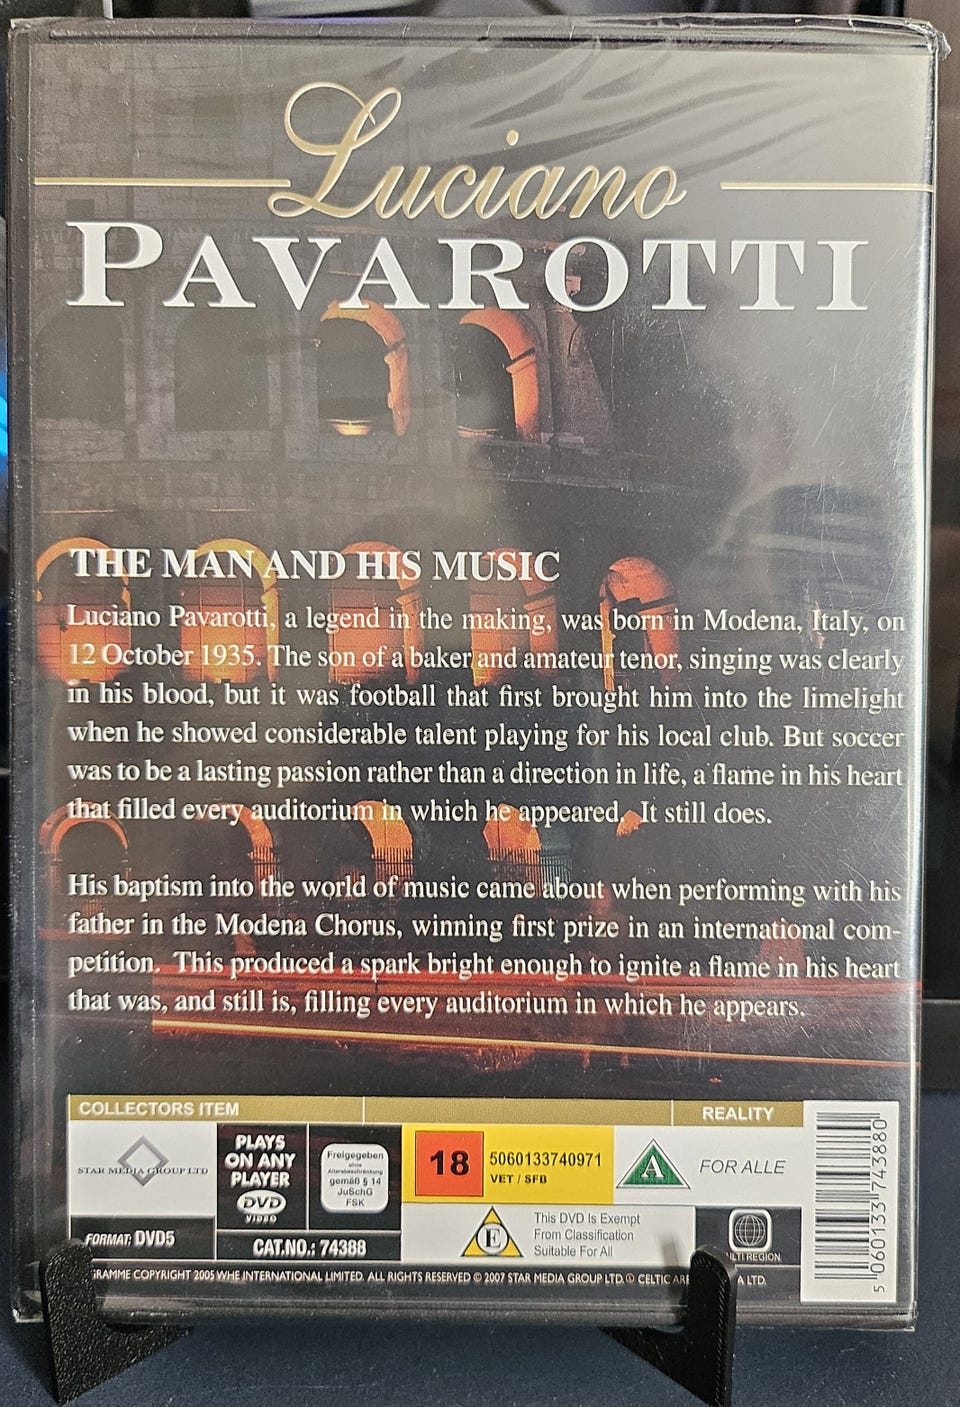 Luciano
PAVAROTTI
THE MAN AND HIS MUSIC
Luciano Pavarotti, a legend in the making, was born in Modena, Italy, on
12 October 1935. The son of a baker and amateur tenor, singing was clearly
in his blood, but it was football that first brought him into the limelight
when he showed considerable talent playing for his local club. But soccer
was to be a lasting passion rather than a direction in life, a flame in his heart
that filled every auditorium in which he appeared. It still does.
His baptism into the world of music came about when performing with his
father in the Modena Chorus, winning first prize in an international com-
petition. This produced a spark bright enough to ignite a flame in his heart
that was, and still is, filling every auditorium in which he appears.
COLLECTORS ITEM
REALITY
STAR MEDIA GROUP LTD
FORMAT: DVD5
PLAYS
ON ANY
PLAYER
DVD
VIDEO
Freigegeben
ohne
Altersbeschränkung
gemäß § 14
JuSchG
FSK
CAT.NO.: 74388
18
5060133740971
VET / SFB
A
FOR ALLE
E
This DVD Is Exempt
From Classification
Suitable For All
LTI REGION
5 060133 743880
RAMME COPYRIGHT 2005 WHE INTERNATIONAL LIMITED. ALL RIGHTS RESERVED © 2007 STAR MEDIA GROUP LTD. © CELTIC A LTD.